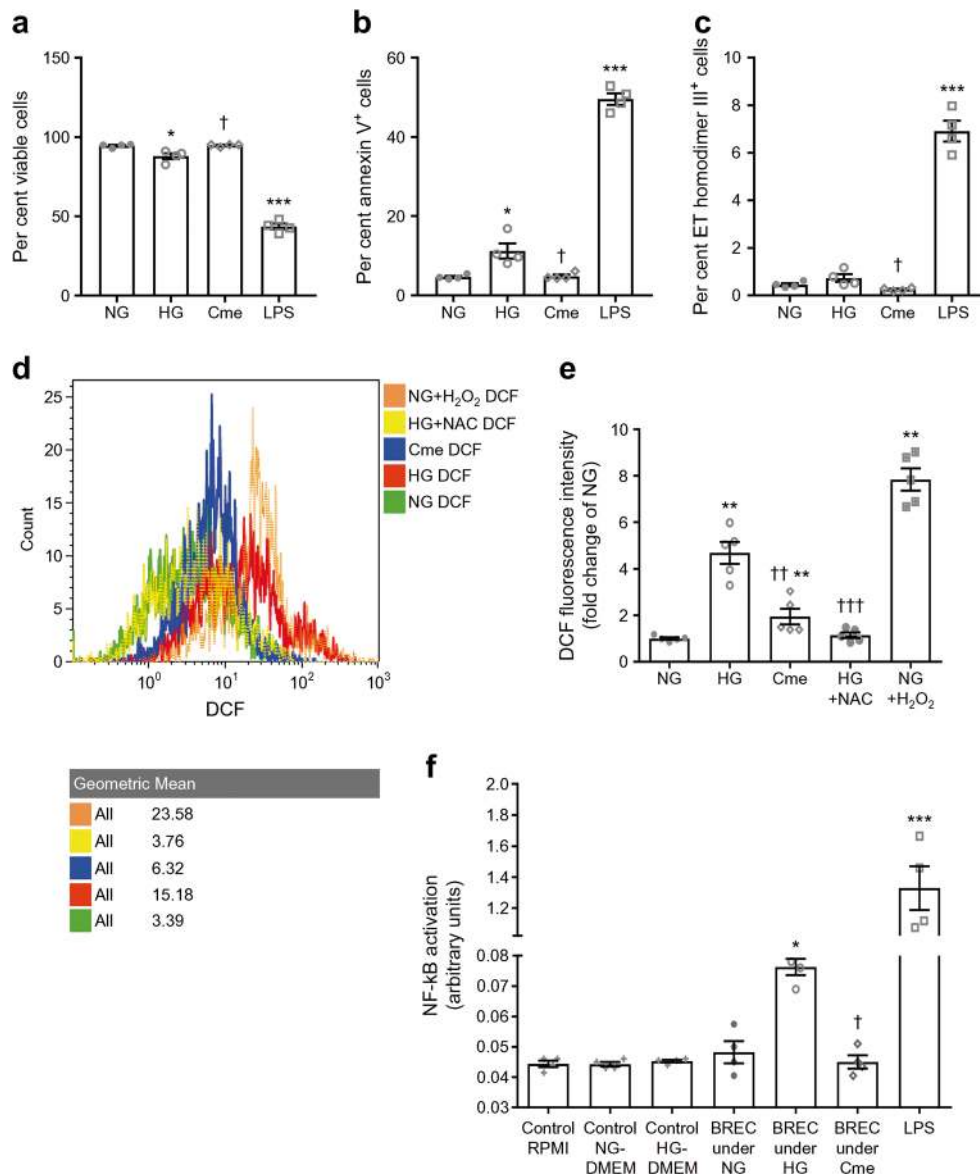 a
Per cent viable cells
150
100
50
0
*
†
***
NG HG Cme LPS
b
Per cent annexin V⁺ cells
60
40
20
0
*
†
***
NG HG Cme LPS
c
Per cent ET homodimer III⁺ cells
10
8
6
4
2
0
†
***
NG HG Cme LPS
d
Count
25
20
15
10
5
0
10⁰ 10¹ 10² 10³
DCF
NG+H₂O₂ DCF
HG+NAC DCF
Cme DCF
HG DCF
NG DCF
Geometric Mean
All 23.58
All 3.76
All 6.32
All 15.18
All 3.39
e
DCF fluorescence intensity
(fold change of NG)
10
8
6
4
2
0
**
†† **
†††
**
NG HG Cme HG NG
+NAC +H₂O₂
f
NF-kB activation
(arbitrary units)
2.0
1.8
1.6
1.4
1.2
0.08
0.07
0.06
0.05
0.04
0.03
*
†
***
Control Control Control BREC BREC BREC LPS
RPMI NG- HG- under under under
DMEM DMEM NG HG Cme